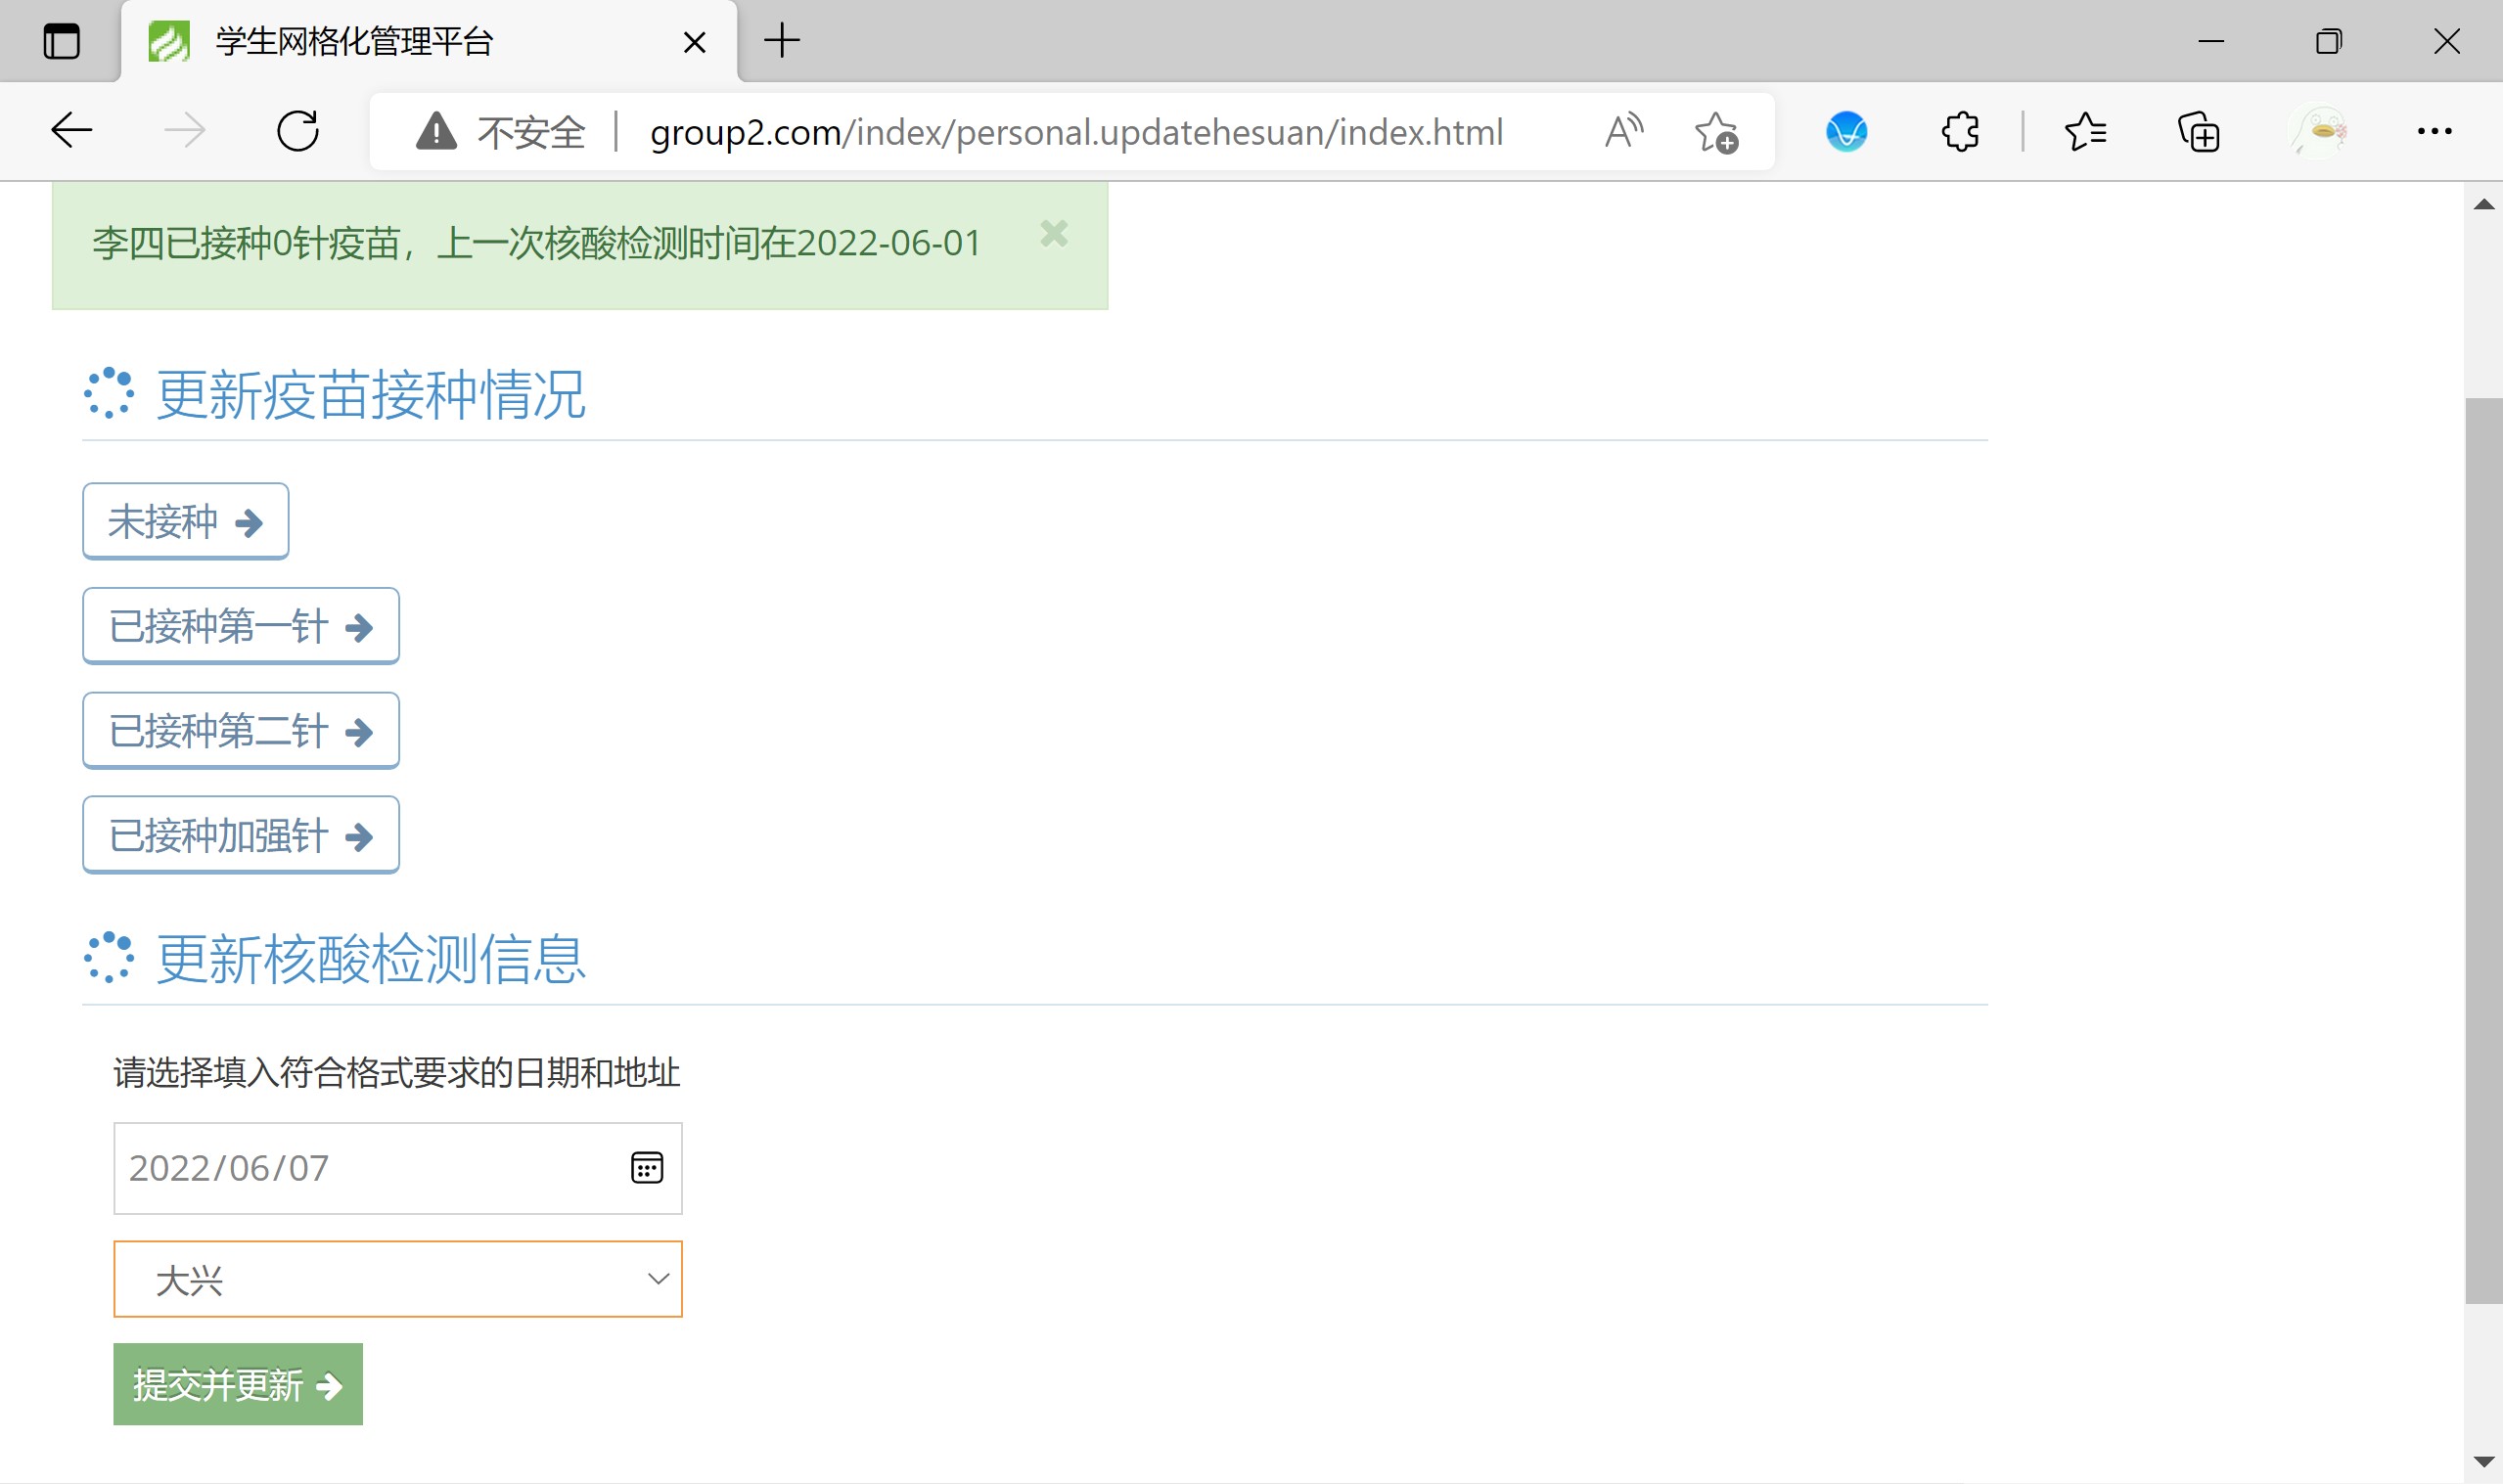 学生网格化管理平台
不安全 | group2.com/index/personal.updatehesuan/index.html
李四已接种0针疫苗，上一次核酸检测时间在2022-06-01
更新疫苗接种情况
未接种
已接种第一针
已接种第二针
已接种加强针
更新核酸检测信息
请选择填入符合格式要求的日期和地址
2022/06/07
大兴
提交并更新